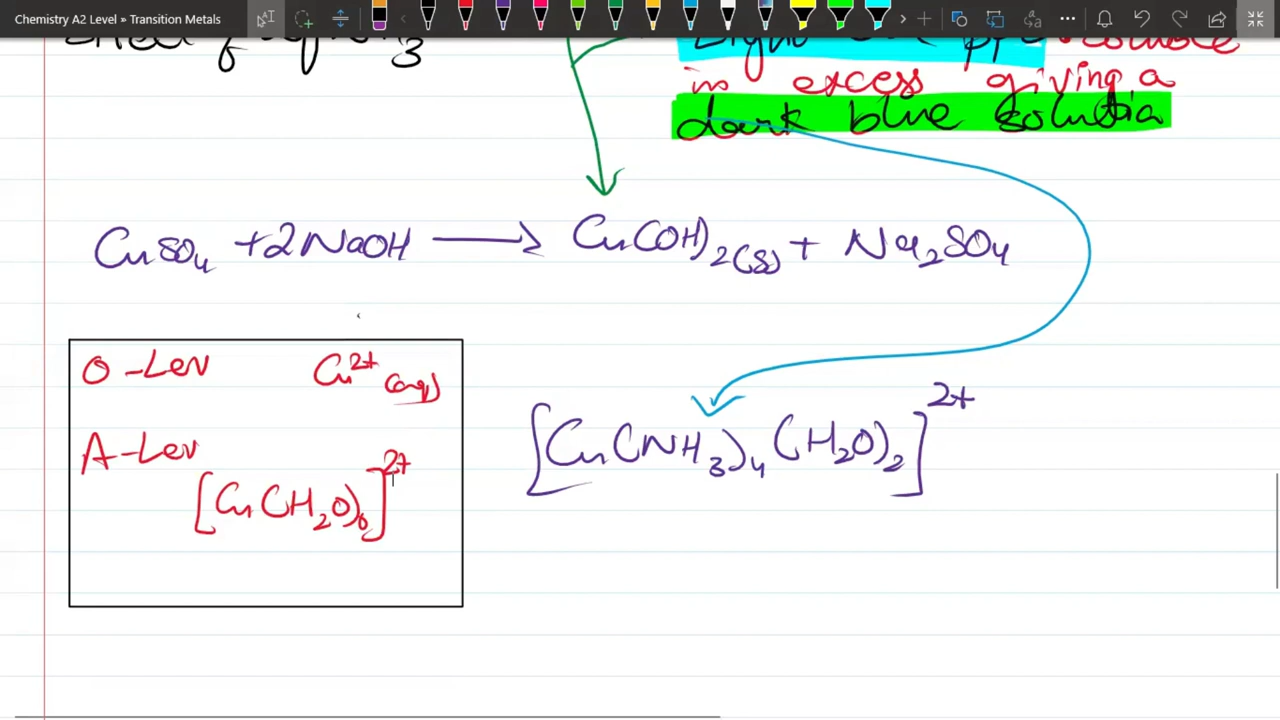 Chemistry A2 Level » Transition Metals
in excess giving a
dark blue solution
CuSO4 + 2NaOH → Cu(OH)2(s) + Na2SO4
O-Lev Cu2+ (aq)
A-Lev
[Cu(H2O)6]2+
[Cu(NH3)4(H2O)2]2+